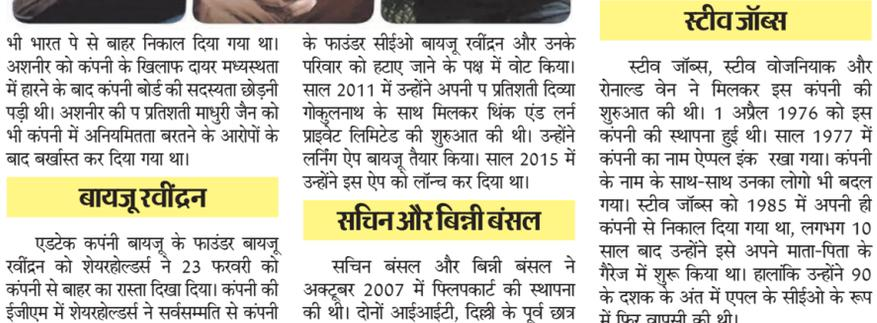 भी भारत पे से बाहर निकाल दिया गया था।
अशनीर को कंपनी के खिलाफ दायर मध्यस्थता
में हारने के बाद कंपनी बोर्ड की सदस्यता छोड़नी
पड़ी थी। अशनीर की प प्रतिशती माधुरी जैन को
भी कंपनी में अनियमितता बरतने के आरोपों के
बाद बर्खास्त कर दिया गया था।
बायजू रवींद्रन
एडटेक कंपनी बायजू के फाउंडर बायजू
रवींद्रन को शेयरहोल्डर्स ने 23 फरवरी को
कंपनी से बाहर का रास्ता दिखा दिया। कंपनी की
ईजीएम में शेयरहोल्डर्स ने सर्वसम्मति से कंपनी
के फाउंडर सीईओ बायजू रवींद्रन और उनके
परिवार को हटाए जाने के पक्ष में वोट किया।
साल 2011 में उन्होंने अपनी प प्रतिशती दिव्या
गोकुलनाथ के साथ मिलकर थिंक एंड लर्न
प्राइवेट लिमिटेड की शुरुआत की थी। उन्होंने
लर्निंग ऐप बायजू तैयार किया। साल 2015 में
उन्होंने इस ऐप को लॉन्च कर दिया था।
सचिन और बिन्नी बंसल
सचिन बंसल और बिन्नी बंसल ने
अक्टूबर 2007 में फ्लिपकार्ट की स्थापना
की थी। दोनों आईआईटी, दिल्ली के पूर्व छात्र
स्टीव जॉब्स
स्टीव जॉब्स, स्टीव वोजनियाक और
रोनाल्ड वेन ने मिलकर इस कंपनी की
शुरुआत की थी। 1 अप्रैल 1976 को इस
कंपनी की स्थापना हुई थी। साल 1977 में
कंपनी का नाम ऐप्पल इंक रखा गया। कंपनी
के नाम के साथ-साथ उनका लोगो भी बदल
गया। स्टीव जॉब्स को 1985 में अपनी ही
कंपनी से निकाल दिया गया था, लगभग 10
साल बाद उन्होंने इसे अपने माता-पिता के
गैरेज में शुरू किया था। हालांकि उन्होंने 90
के दशक के अंत में एपल के सीईओ के रूप
में फिर वापसी की थी।